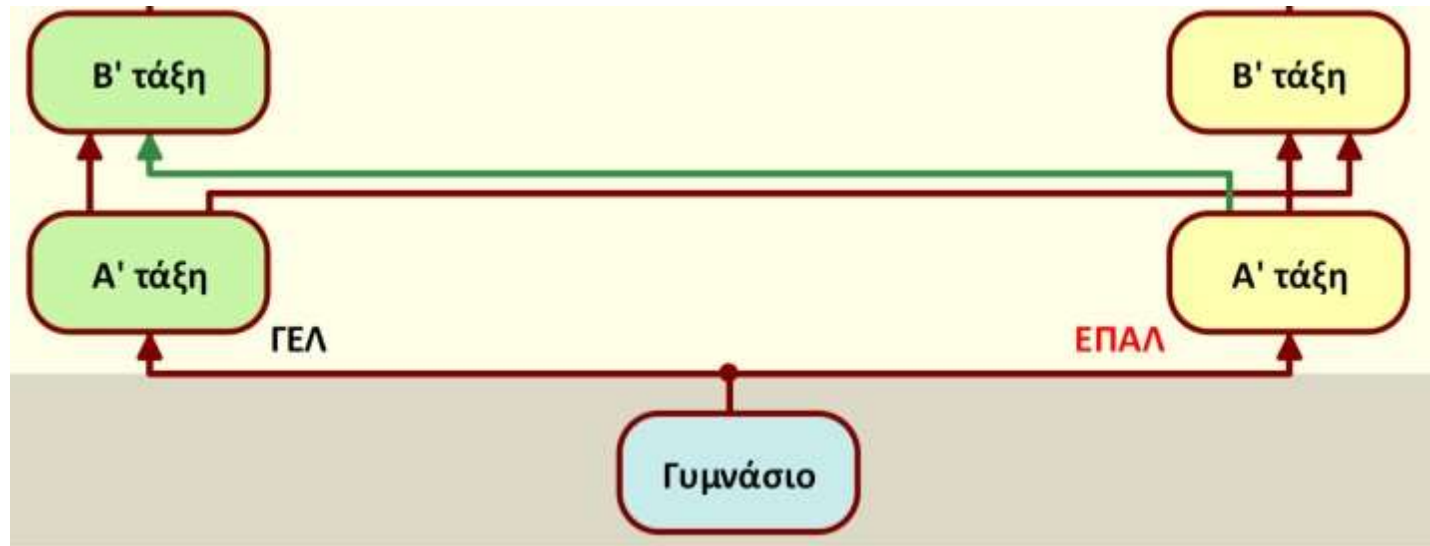 Β' τάξη
Β' τάξη
Α' τάξη
Α' τάξη
ΓΕΛ
ΕΠΑΛ
Γυμνάσιο